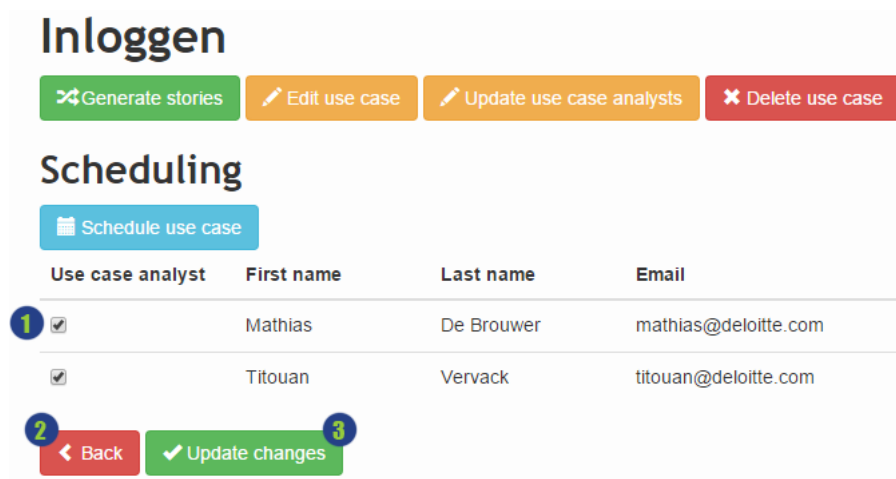 Inloggen
Generate stories Edit use case Update use case analysts Delete use case
Scheduling
Schedule use case
Use case analyst First name Last name Email
1 Mathias De Brouwer mathias@deloitte.com
Titouan Vervack titouan@deloitte.com
2 3
Back Update changes